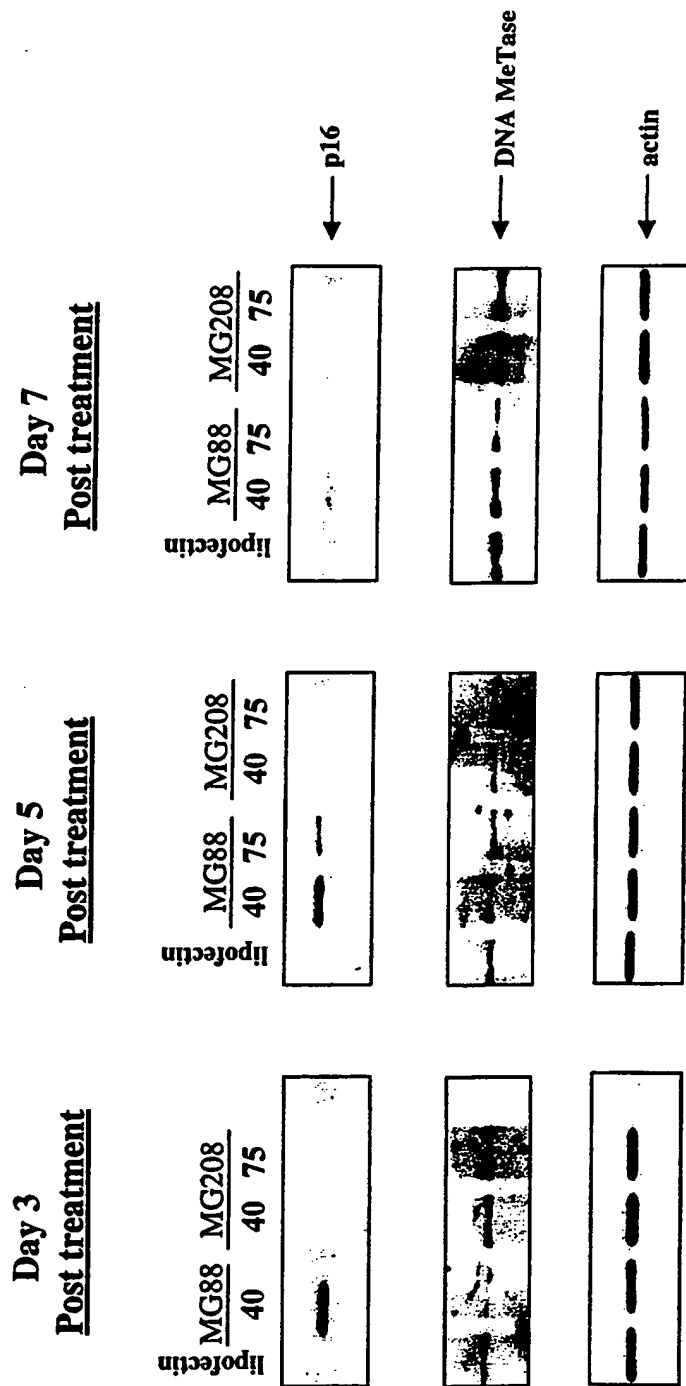 Day 3
Post treatment
lipofectin
MG88
MG208
40 40 75
Day 5
Post treatment
lipofectin
MG88
MG208
40 75 40 75
Day 7
Post treatment
lipofectin
MG88
MG208
40 75 40 75
p16
DNA MeTase
actin